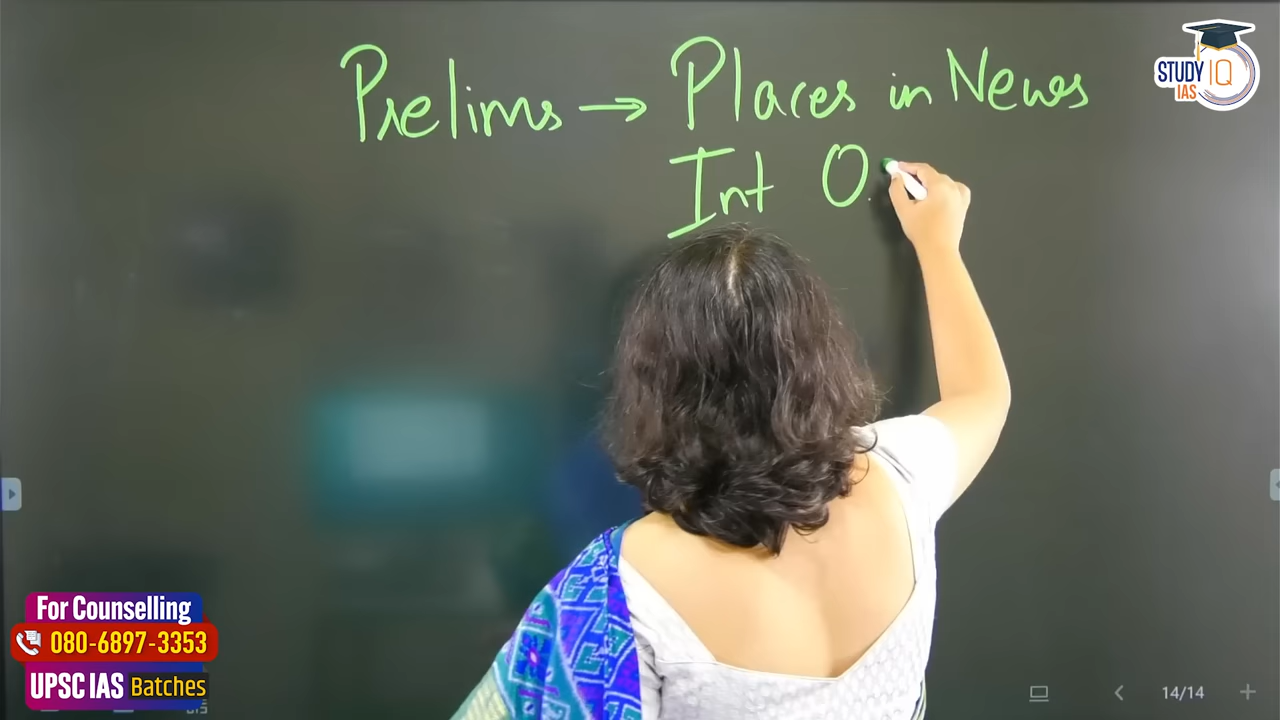 Prelims → Places in News
Int O
STUDY IQ
IAS
For Counselling
080-6897-3353
UPSC IAS Batches
14/14